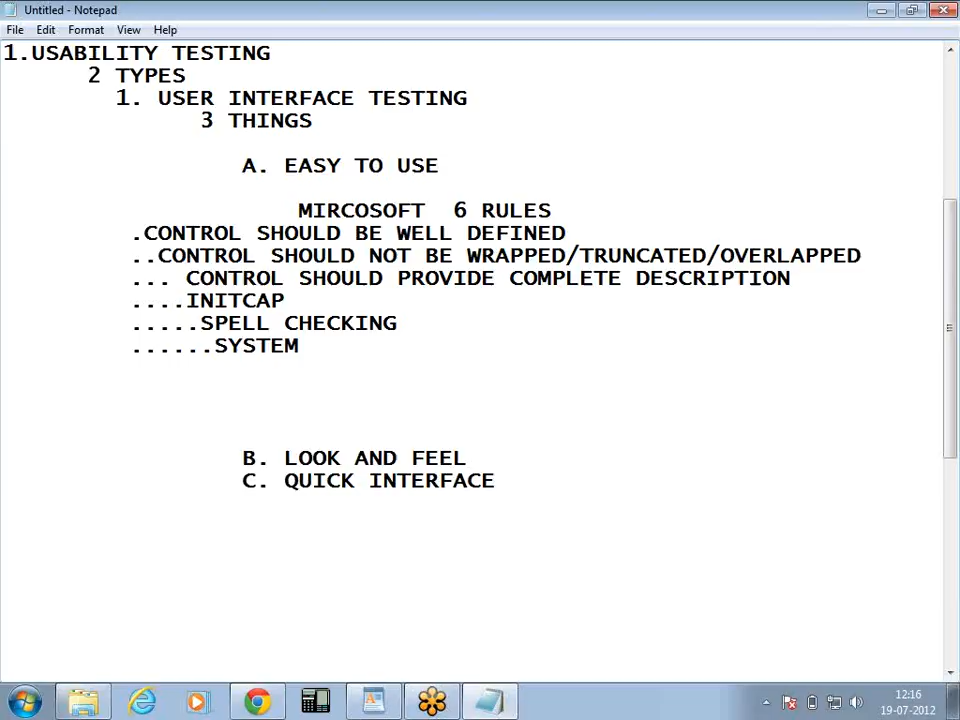 Untitled - Notepad
File Edit Format View Help
1.USABILITY TESTING
2 TYPES
1. USER INTERFACE TESTING
3 THINGS
A. EASY TO USE
MIRCOSOFT 6 RULES
.CONTROL SHOULD BE WELL DEFINED
..CONTROL SHOULD NOT BE WRAPPED/TRUNCATED/OVERLAPPED
... CONTROL SHOULD PROVIDE COMPLETE DESCRIPTION
....INITCAP
.....SPELL CHECKING
......SYSTEM
B. LOOK AND FEEL
C. QUICK INTERFACE
12:16
19-07-2012